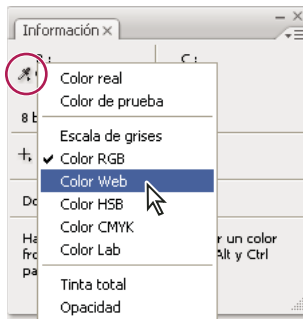 Información ×
C :
8 b
Color real
Color de prueba
Escala de grises
Color RGB
Color Web
Color HSB
Color CMYK
Color Lab
Tinta total
Opacidad
Do
Ha r un color
fro Alt y Ctrl
pa